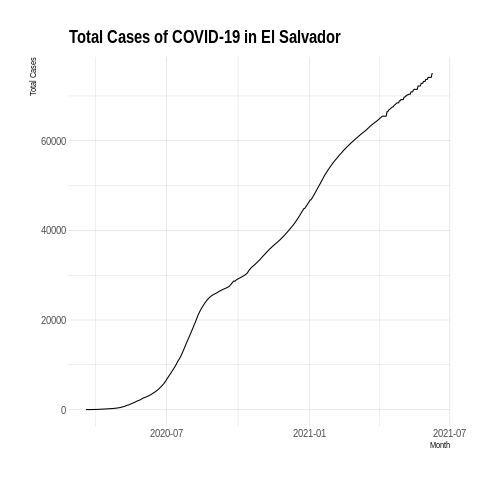 Total Cases of COVID-19 in El Salvador
Total Cases
60000
40000
20000
0
2020-07
2021-01
2021-07
Month